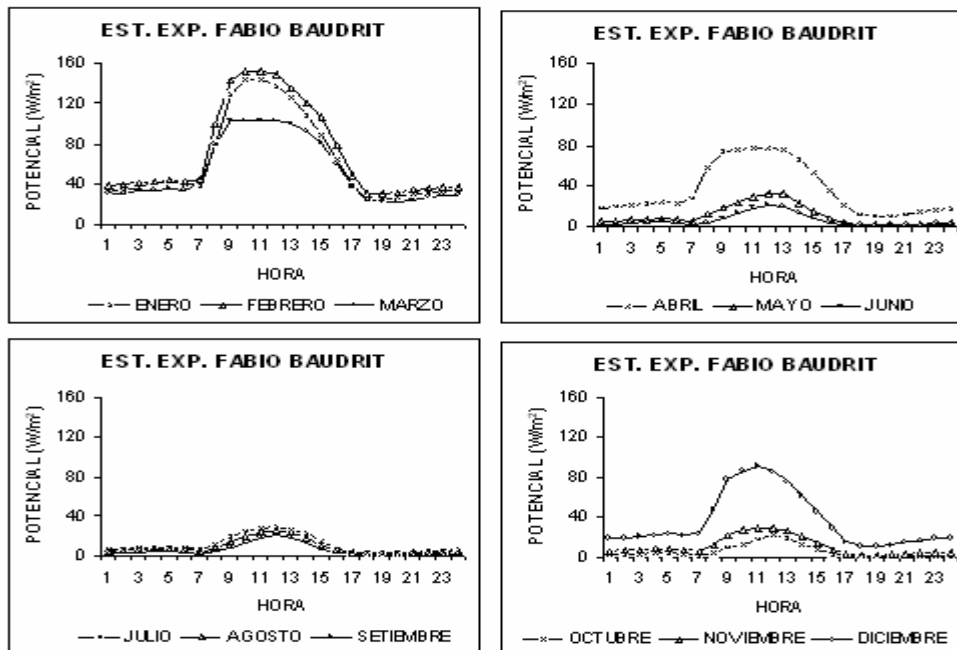 EST. EXP. FABIO BAUDRIT
POTENCIAL (W/m²)
160
120
80
40
0
1 3 5 7 9 11 13 15 17 19 21 23
HORA
ENERO FEBRERO MARZO
EST. EXP. FABIO BAUDRIT
POTENCIAL (W/m²)
160
120
80
40
0
1 3 5 7 9 11 13 15 17 19 21 23
HORA
ABRIL MAYO JUNIO
EST. EXP. FABIO BAUDRIT
POTENCIAL (W/m²)
160
120
80
40
0
1 3 5 7 9 11 13 15 17 19 21 23
HORA
JULIO AGOSTO SETIEMBRE
EST. EXP. FABIO BAUDRIT
POTENCIAL (W/m²)
160
120
80
40
0
1 3 5 7 9 11 13 15 17 19 21 23
HORA
OCTUBRE NOVIEMBRE DICIEMBRE